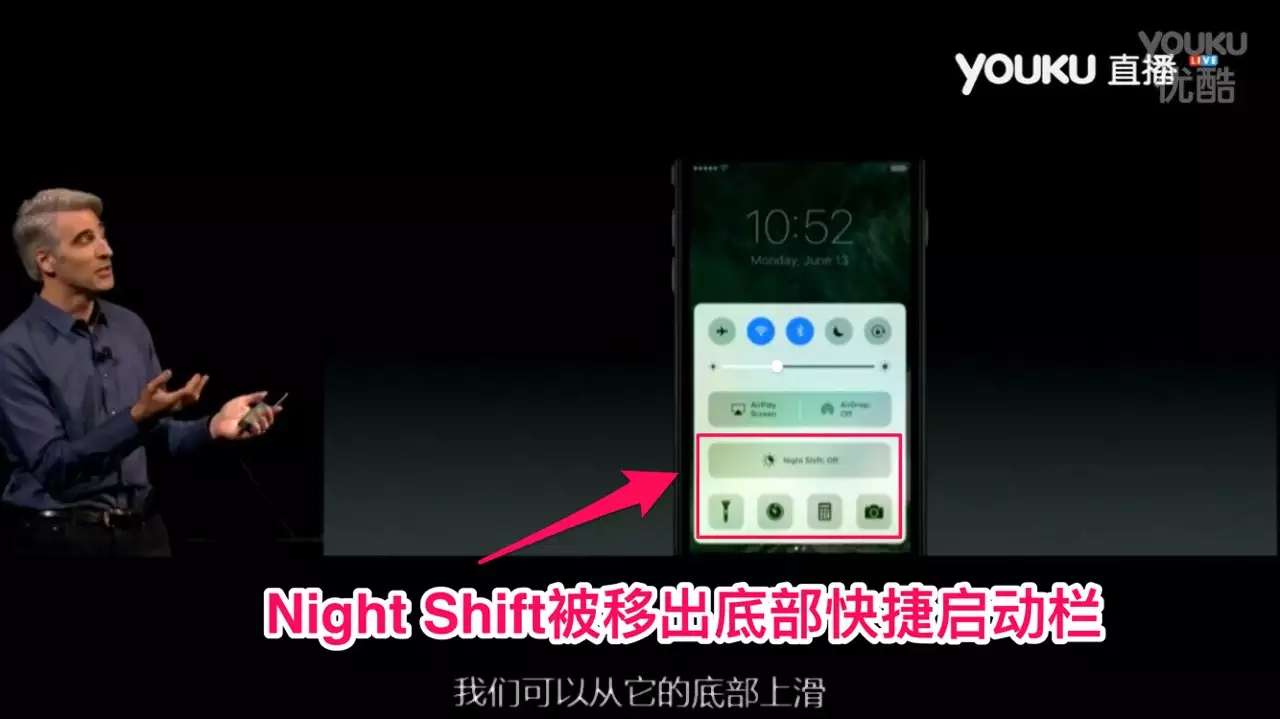 YOUKU
LIVE
优酷
YOUKU 直播
10:52
Monday, June 13
AirPlay
Screen
AirDrop:
Off
Night Shift: Off
Night Shift被移出底部快捷启动栏
我们可以从它的底部上滑